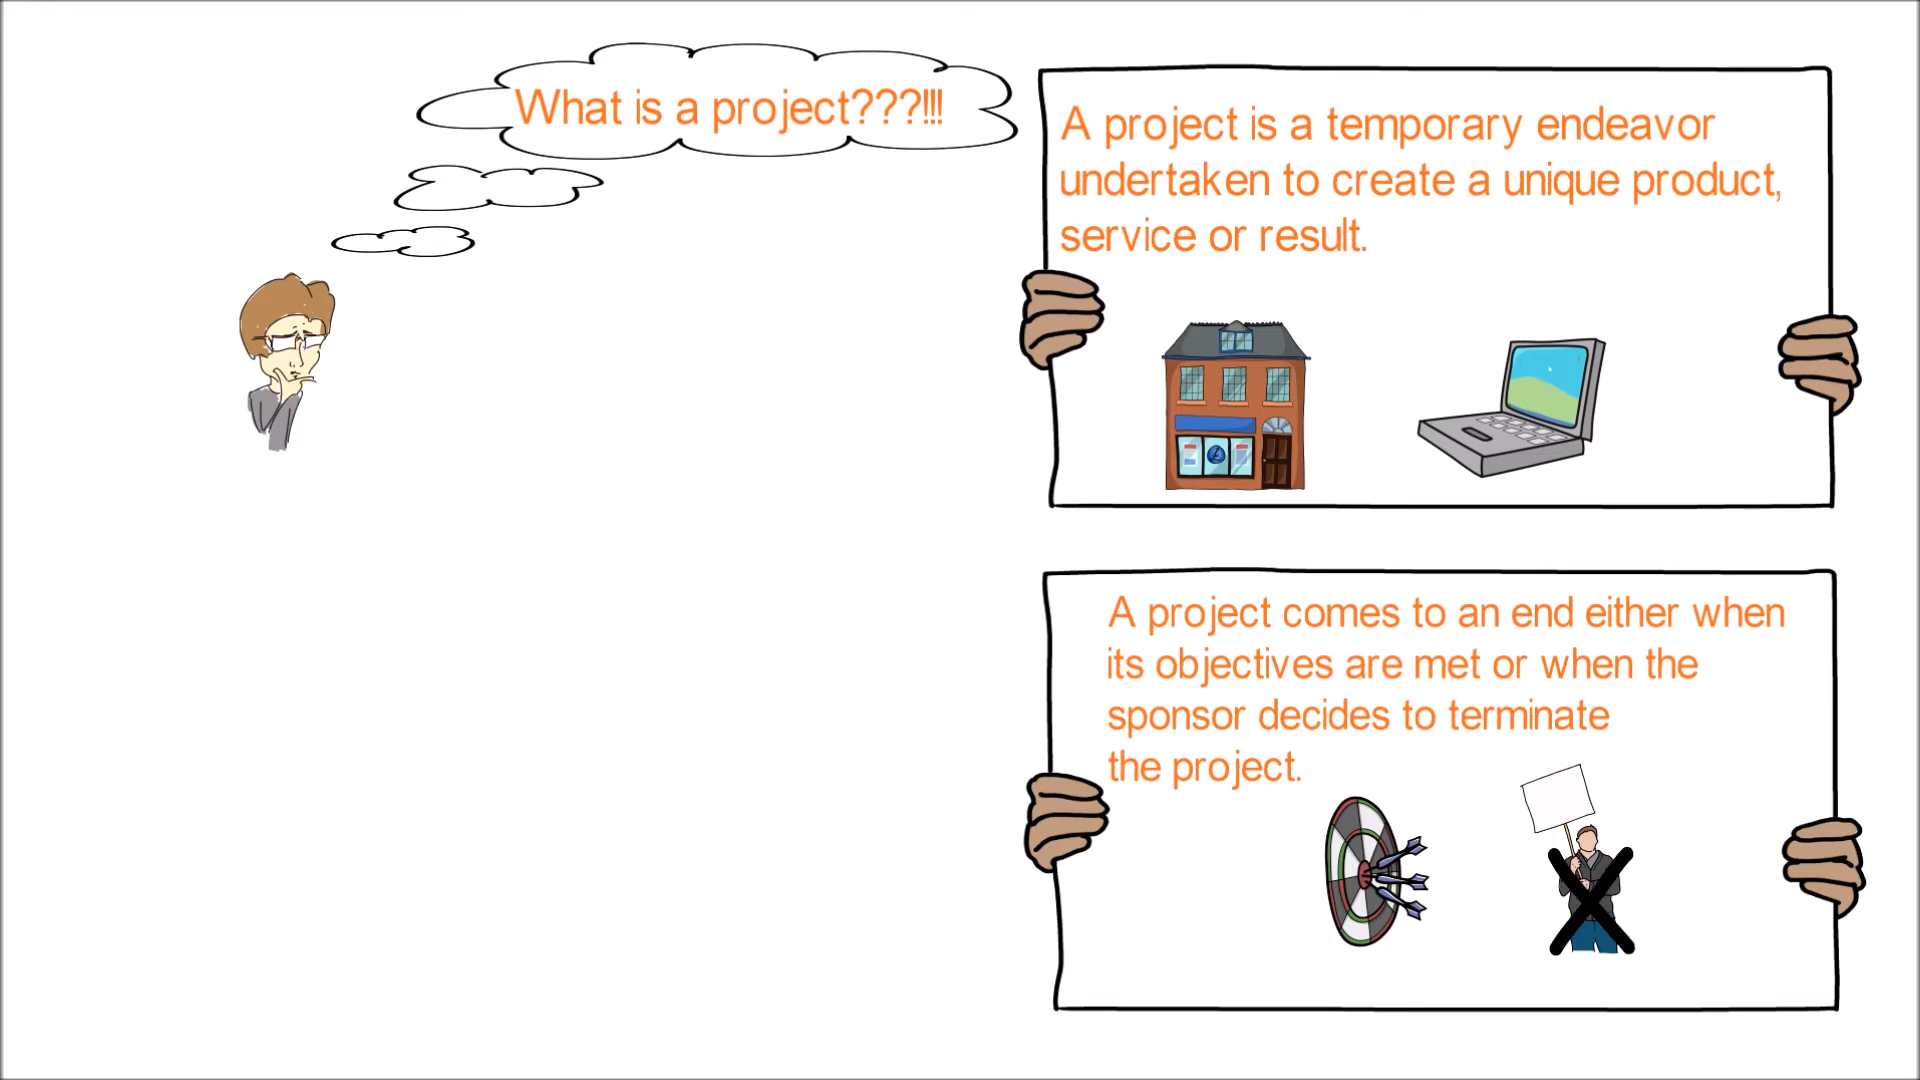 What is a project???!!!
A project is a temporary endeavor
undertaken to create a unique product,
service or result.
A project comes to an end either when
its objectives are met or when the
sponsor decides to terminate
the project.